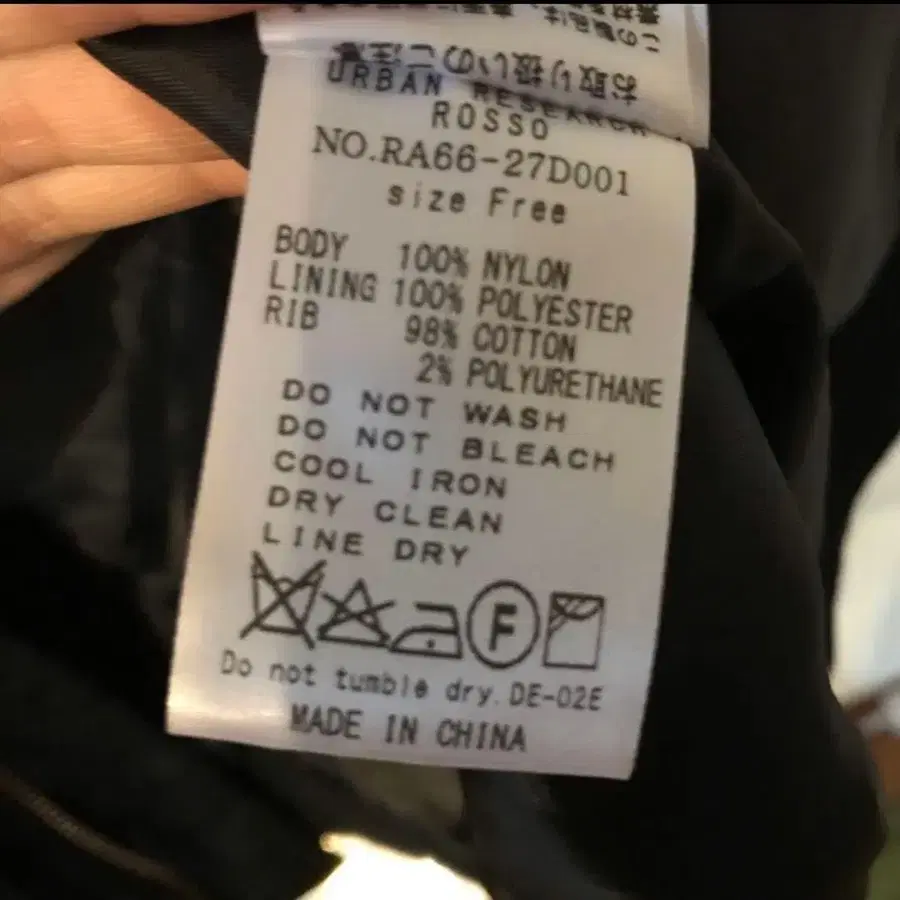 URBAN RESEARCH
ROSSO
NO.RA66-27D001
size Free
BODY 100% NYLON
LINING 100% POLYESTER
RIB 98% COTTON
2% POLYURETHANE
DO NOT WASH
DO NOT BLEACH
COOL IRON
DRY CLEAN
LINE DRY
F
Do not tumble dry. DE-02E
MADE IN CHINA